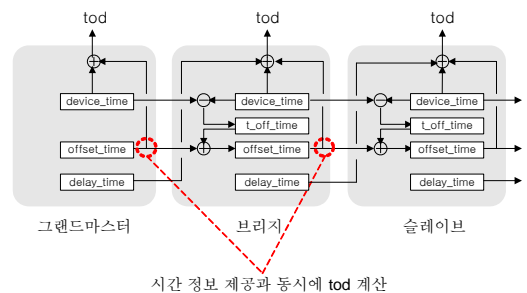 tod tod tod
device_time device_time device_time
t_off_time t_off_time
offset_time offset_time offset_time
delay_time delay_time delay_time
그랜드마스터 브리지 슬레이브
시간 정보 제공과 동시에 tod 계산